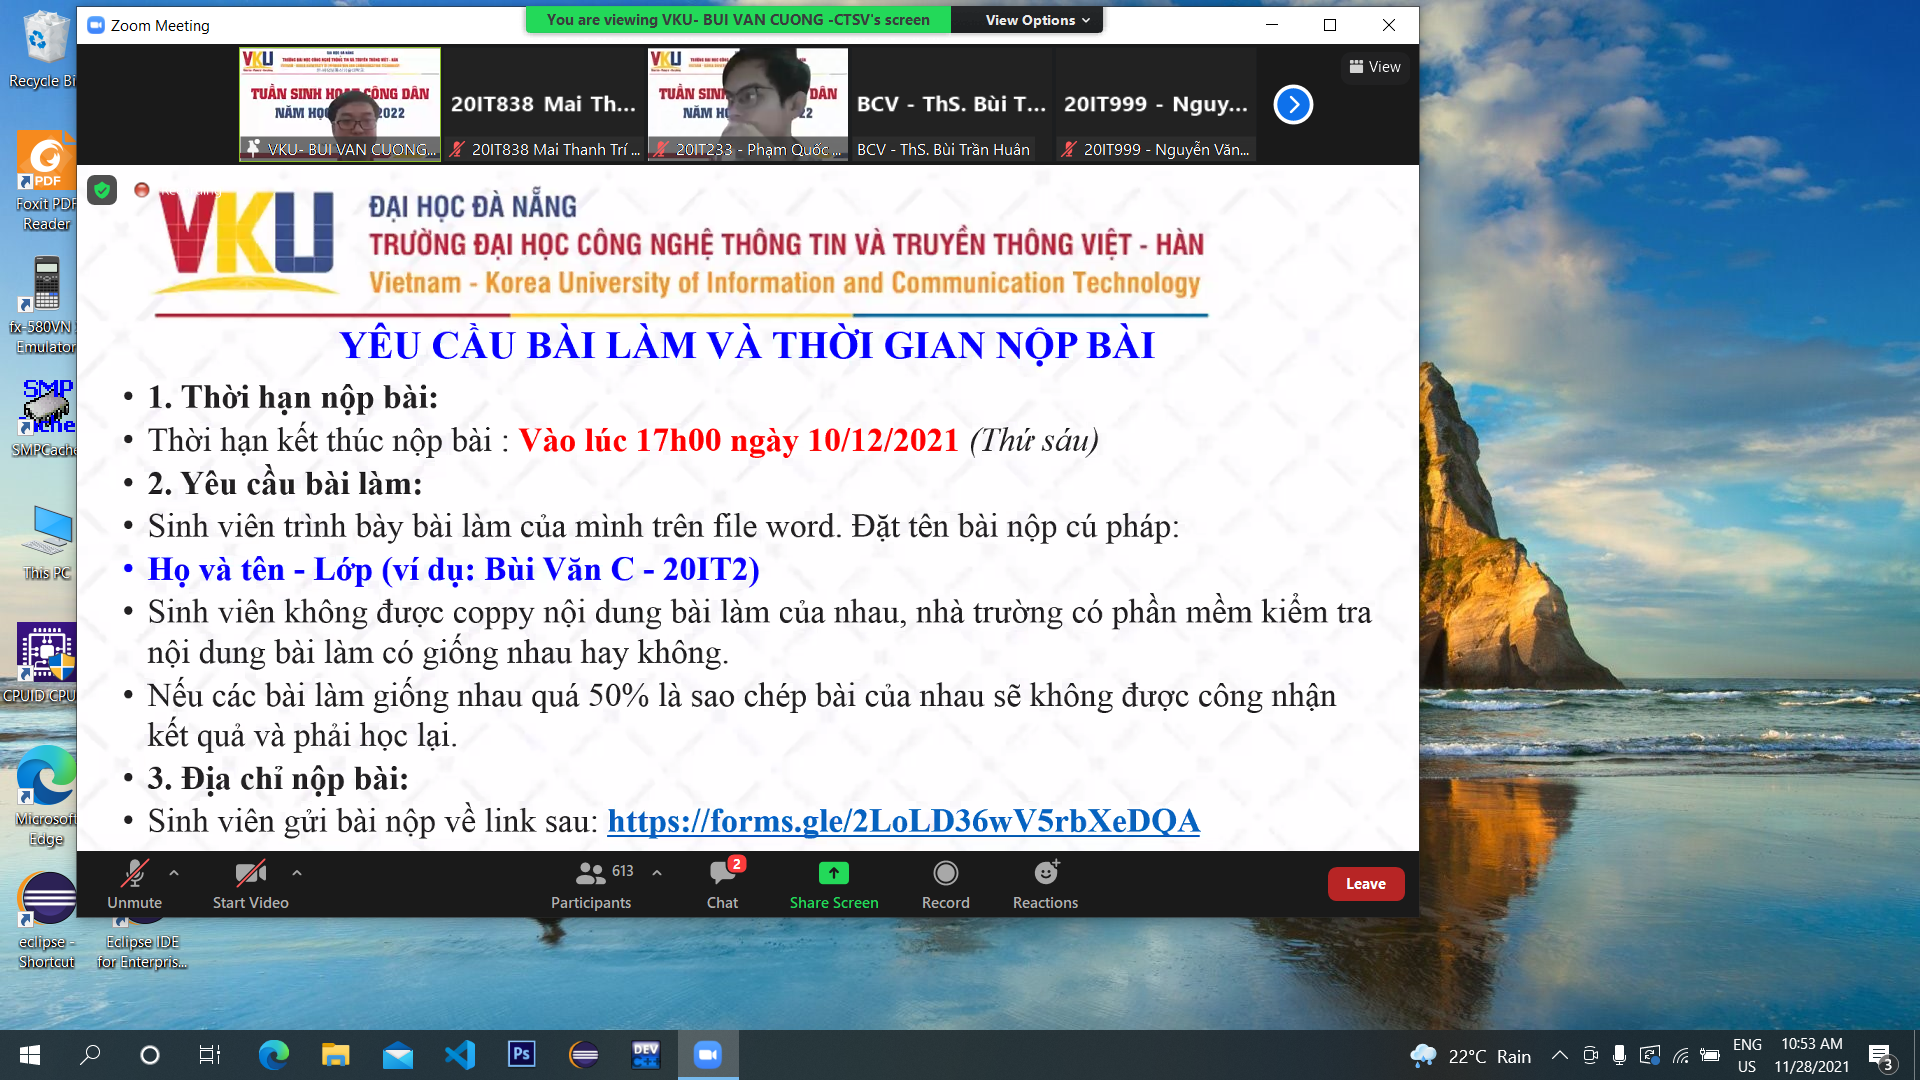 Recycle Bi
Foxit PDF
Reader
fx-580VN
Emulator
SMPCache
This PC
CPUID CPU
Microsoft
Edge
eclipse -
Shortcut
Eclipse IDE
for Enterpris...
Zoom Meeting
You are viewing VKU- BUI VAN CUONG -CTSV's screen
View Options
View
20IT838 Mai Th...
BCV - ThS. Bùi T...
20IT999 - Nguy...
VKU- BUI VAN CUONG...
20IT838 Mai Thanh Trí ...
20IT233 - Phạm Quốc ...
BCV - ThS. Bùi Trần Huân
20IT999 - Nguyễn Văn...
VKU
ĐẠI HỌC ĐÀ NẴNG
TRƯỜNG ĐẠI HỌC CÔNG NGHỆ THÔNG TIN VÀ TRUYỀN THÔNG VIỆT - HÀN
Vietnam - Korea University of Information and Communication Technology
YÊU CẦU BÀI LÀM VÀ THỜI GIAN NỘP BÀI
• 1. Thời hạn nộp bài:
• Thời hạn kết thúc nộp bài : Vào lúc 17h00 ngày 10/12/2021 (Thứ sáu)
• 2. Yêu cầu bài làm:
• Sinh viên trình bày bài làm của mình trên file word. Đặt tên bài nộp cú pháp:
• Họ và tên - Lớp (ví dụ: Bùi Văn C - 20IT2)
• Sinh viên không được coppy nội dung bài làm của nhau, nhà trường có phần mềm kiểm tra
nội dung bài làm có giống nhau hay không.
• Nếu các bài làm giống nhau quá 50% là sao chép bài của nhau sẽ không được công nhận
kết quả và phải học lại.
• 3. Địa chỉ nộp bài:
• Sinh viên gửi bài nộp về link sau: https://forms.gle/2LoLD36wV5rbXeDQA
Unmute
Start Video
613
Participants
2
Chat
Share Screen
Record
Reactions
Leave
22°C Rain
ENG
US
10:53 AM
11/28/2021
3